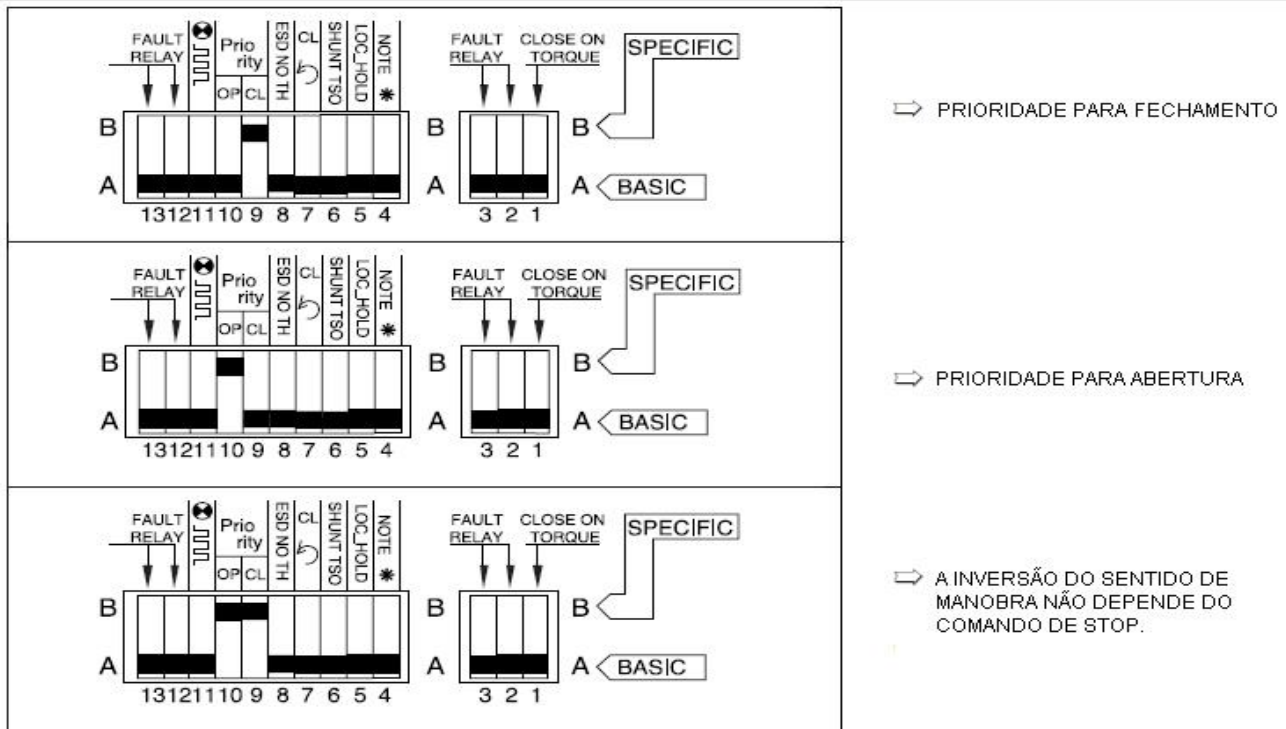 FAULT RELAY
Prio rity
OP CL
ESD NO TH
CL
SHUNT TSO
LOC_HOLD
NOTE *
FAULT RELAY
CLOSE ON TORQUE
SPECIFIC
B B B
A A A BASIC
13 12 11 10 9 8 7 6 5 4 3 2 1
PRIORIDADE PARA FECHAMENTO
FAULT RELAY
Prio rity
OP CL
ESD NO TH
CL
SHUNT TSO
LOC_HOLD
NOTE *
FAULT RELAY
CLOSE ON TORQUE
SPECIFIC
B B B
A A A BASIC
13 12 11 10 9 8 7 6 5 4 3 2 1
PRIORIDADE PARA ABERTURA
FAULT RELAY
Prio rity
OP CL
ESD NO TH
CL
SHUNT TSO
LOC_HOLD
NOTE *
FAULT RELAY
CLOSE ON TORQUE
SPECIFIC
B B B
A A A BASIC
13 12 11 10 9 8 7 6 5 4 3 2 1
A INVERSÃO DO SENTIDO DE
MANOBRA NÃO DEPENDE DO
COMANDO DE STOP.